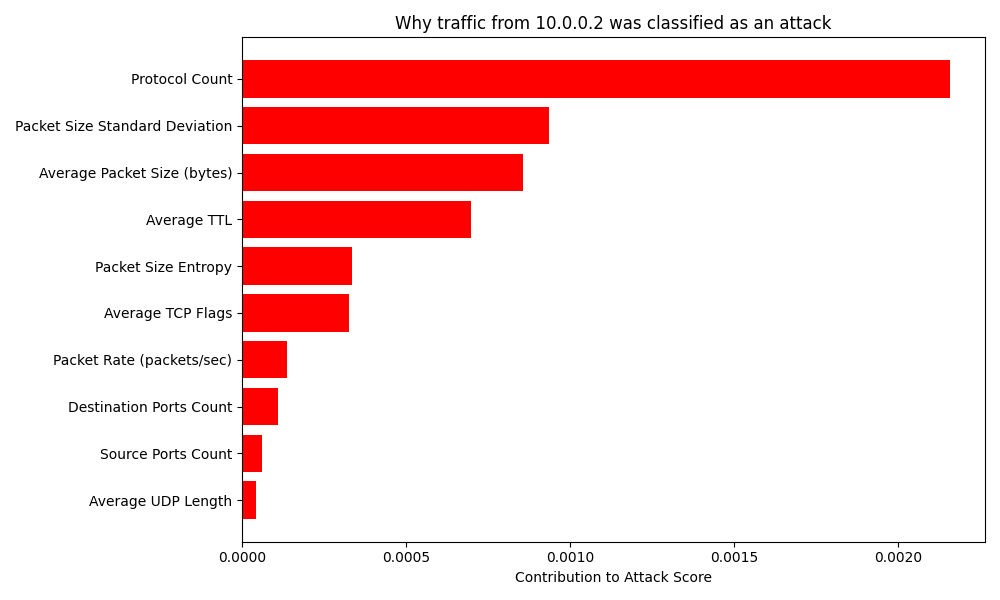 Why traffic from 10.0.0.2 was classified as an attack
Protocol Count
Packet Size Standard Deviation
Average Packet Size (bytes)
Average TTL
Packet Size Entropy
Average TCP Flags
Packet Rate (packets/sec)
Destination Ports Count
Source Ports Count
Average UDP Length
0.0000 0.0005 0.0010 0.0015 0.0020
Contribution to Attack Score